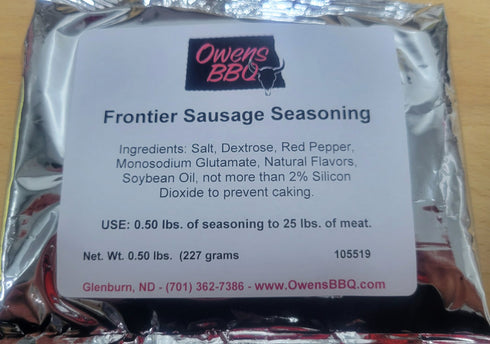 Owens
BBQ
Frontier Sausage Seasoning
Ingredients: Salt, Dextrose, Red Pepper,
Monosodium Glutamate, Natural Flavors,
Soybean Oil, not more than 2% Silicon
Dioxide to prevent caking.
USE: 0.50 lbs. of seasoning to 25 lbs. of meat.
Net. Wt. 0.50 lbs. (227 grams 105519
Glenburn, ND - (701) 362-7386 - www.OwensBBQ.com